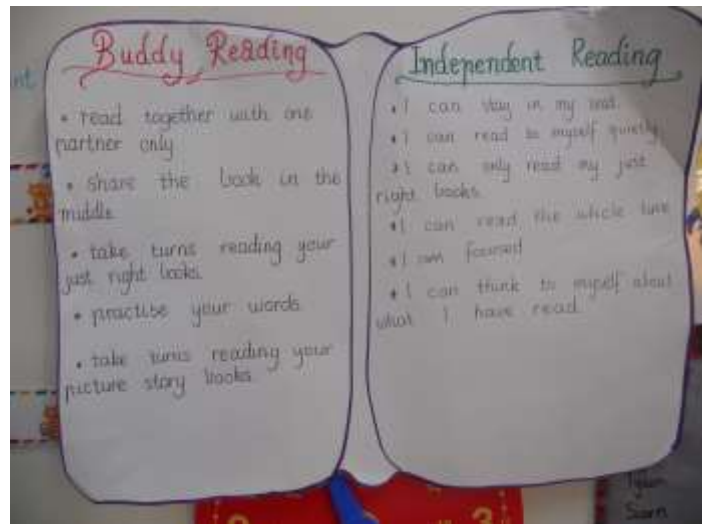 Buddy Reading
• read together with one
partner only
• share the book in the
middle.
• take turns reading your
just right books.
• practise your words.
• take turns reading your
picture story books.
Independent Reading
• I can stay in my seat.
• I can read to myself quietly.
• I can only read my just
right books.
• I can read the whole time
• I am focused
• I can think to myself about
what I have read.
nt
3
Tylan